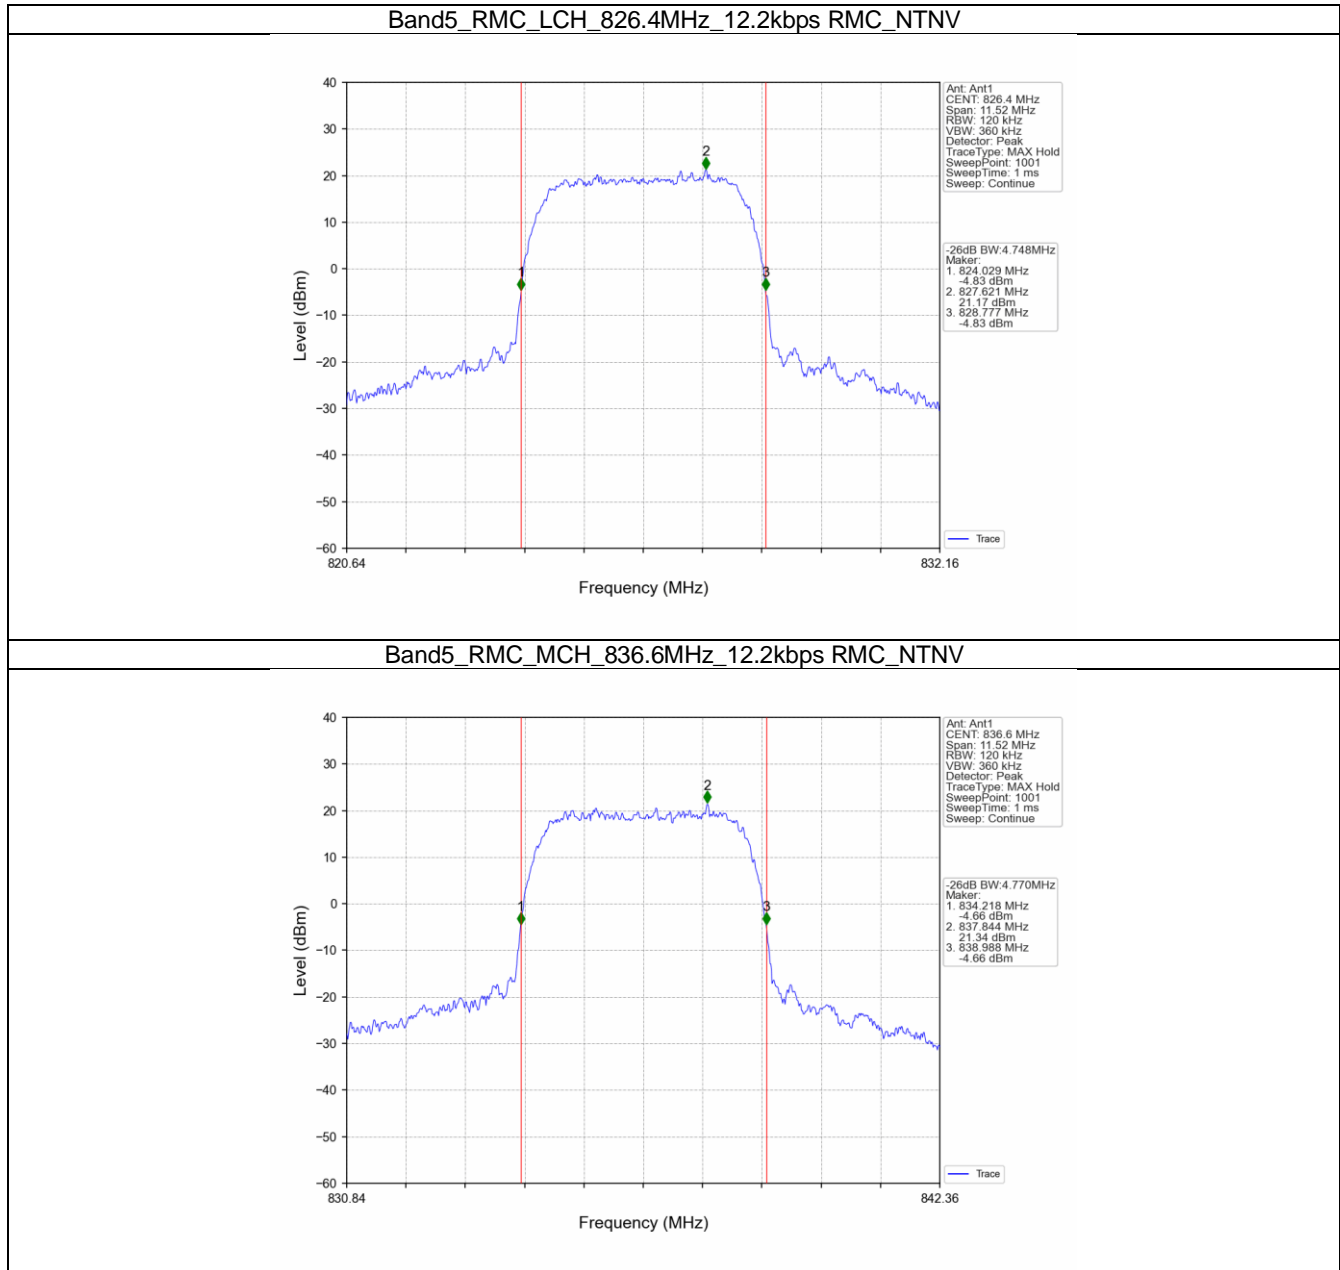 Band5_RMC_LCH_826.4MHz_12.2kbps RMC_NTNV
40
30
20
10
0
−10
−20
−30
−40
−50
−60
Level (dBm)
1
2
3
820.64
832.16
Frequency (MHz)
Ant: Ant1
CENT: 826.4 MHz
Span: 11.52 MHz
RBW: 120 kHz
VBW: 360 kHz
Detector: Peak
TraceType: MAX Hold
SweepPoint: 1001
SweepTime: 1 ms
Sweep: Continue
-26dB BW:4.748MHz
Maker:
1. 824.029 MHz
-4.83 dBm
2. 827.621 MHz
21.17 dBm
3. 828.777 MHz
-4.83 dBm
Trace
Band5_RMC_MCH_836.6MHz_12.2kbps RMC_NTNV
40
30
20
10
0
−10
−20
−30
−40
−50
−60
Level (dBm)
1
2
3
830.84
842.36
Frequency (MHz)
Ant: Ant1
CENT: 836.6 MHz
Span: 11.52 MHz
RBW: 120 kHz
VBW: 360 kHz
Detector: Peak
TraceType: MAX Hold
SweepPoint: 1001
SweepTime: 1 ms
Sweep: Continue
-26dB BW:4.770MHz
Maker:
1. 834.218 MHz
-4.66 dBm
2. 837.844 MHz
21.34 dBm
3. 838.988 MHz
-4.66 dBm
Trace